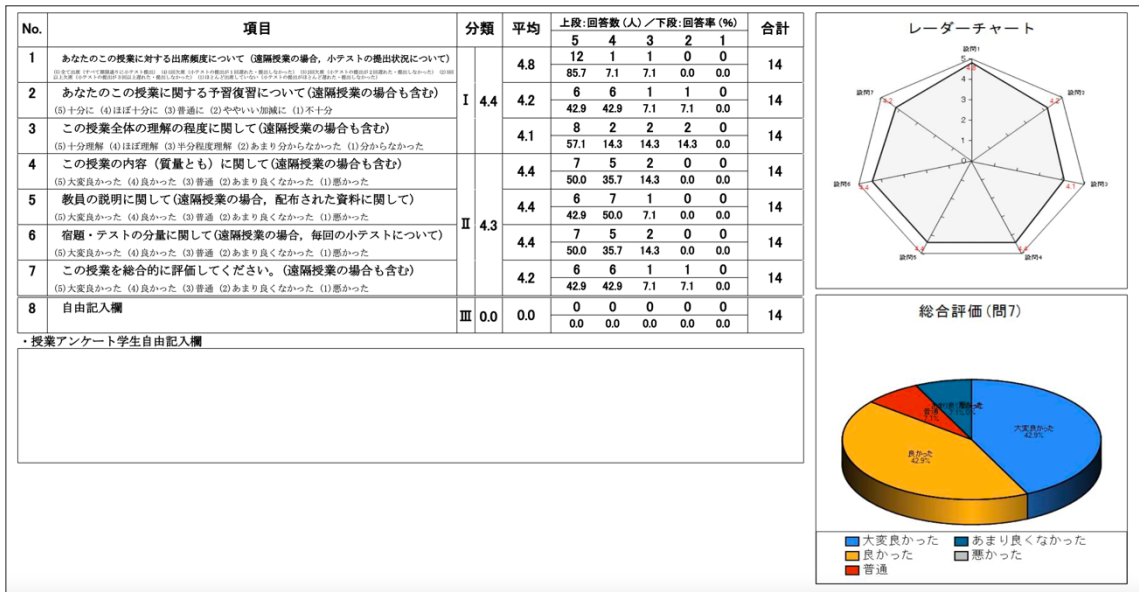 No. 項目 分類 平均 上段:回答数(人)/下段:回答率(%) 合計
5 4 3 2 1
1 あなたのこの授業に対する出席頻度について (遠隔授業の場合, 小テストの提出状況について) 4.8 12 1 1 0 0 14
85.7 7.1 7.1 0.0 0.0
2 あなたのこの授業に関する予習復習について(遠隔授業の場合も含む) I 4.4 4.2 6 6 1 1 0 14
(5)十分に (4)ほぼ十分に (3)普通に (2)ややいい加減に (1)不十分 42.9 42.9 7.1 7.1 0.0
3 この授業全体の理解の程度に関して(遠隔授業の場合も含む) 4.1 8 2 2 2 0 14
(5)十分理解 (4)ほぼ理解 (3)半分程度理解 (2)あまり分からなかった (1)分からなかった 57.1 14.3 14.3 14.3 0.0
4 この授業の内容(質量とも)に関して(遠隔授業の場合も含む) 4.4 7 5 2 0 0 14
(5)大変良かった (4)良かった (3)普通 (2)あまり良くなかった (1)悪かった 50.0 35.7 14.3 0.0 0.0
5 教員の説明に関して(遠隔授業の場合, 配布された資料に関して) II 4.3 4.4 6 7 1 0 0 14
(5)大変良かった (4)良かった (3)普通 (2)あまり良くなかった (1)悪かった 42.9 50.0 7.1 0.0 0.0
6 宿題・テストの分量に関して(遠隔授業の場合, 毎回の小テストについて) 4.4 7 5 2 0 0 14
(5)大変良かった (4)良かった (3)普通 (2)あまり良くなかった (1)悪かった 50.0 35.7 14.3 0.0 0.0
7 この授業を総合的に評価してください。(遠隔授業の場合も含む) 4.2 6 6 1 1 0 14
(5)大変良かった (4)良かった (3)普通 (2)あまり良くなかった (1)悪かった 42.9 42.9 7.1 7.1 0.0
8 自由記入欄 III 0.0 0.0 0 0 0 0 0 14
0.0 0.0 0.0 0.0 0.0
・授業アンケート学生自由記入欄
レーダーチャート
設問1
5
4.8
設問7 4.2 4 4.2 設問2
3
2
1
設問6 4.4 0 4.1 設問3
4.4 4.4
設問5 設問4
総合評価(問7)
普通
7.1%
大変良かった
42.9%
良かった
42.9%
大変良かった あまり良くなかった
良かった 悪かった
普通